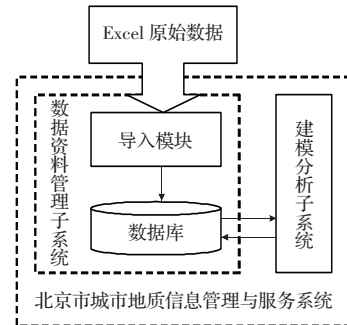 Excel 原始数据
数据资料管理子系统
导入模块
数据库
建模分析子系统
北京市城市地质信息管理与服务系统